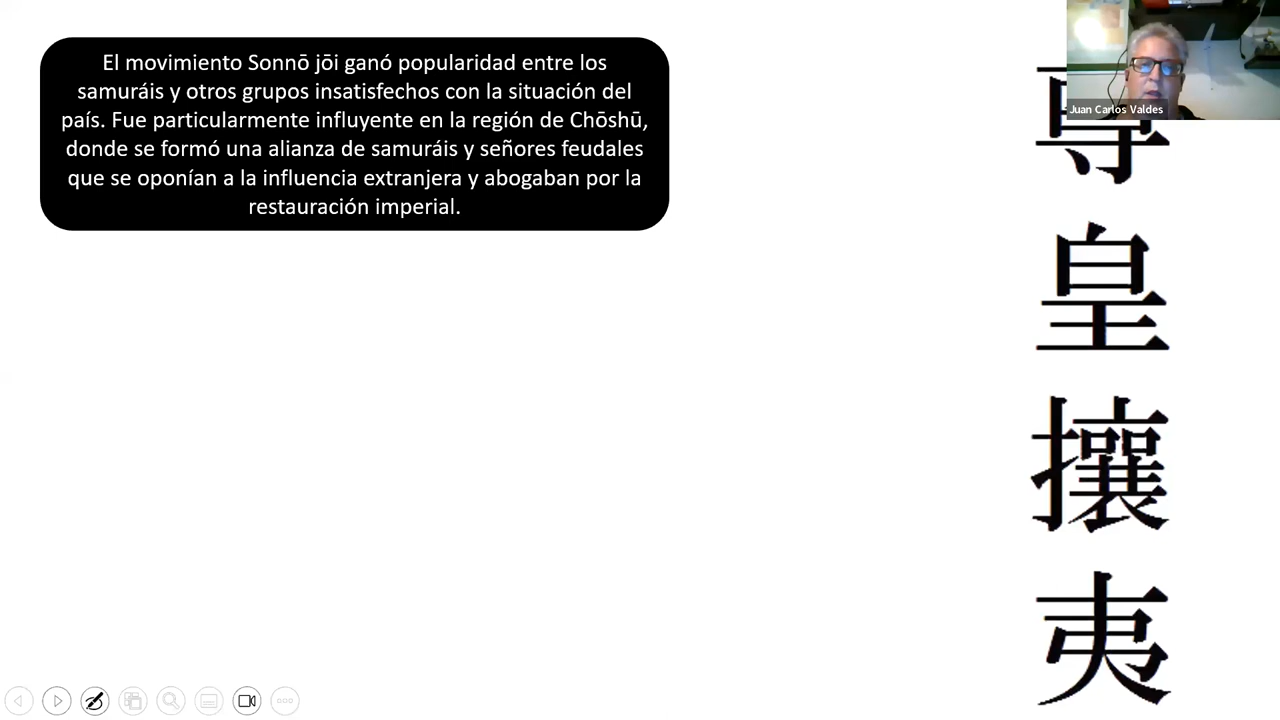 El movimiento Sonnō jōi ganó popularidad entre los
samuráis y otros grupos insatisfechos con la situación del
país. Fue particularmente influyente en la región de Chōshū,
donde se formó una alianza de samuráis y señores feudales
que se oponían a la influencia extranjera y abogaban por la
restauración imperial.
Juan Carlos Valdes
尊
皇
攘
夷